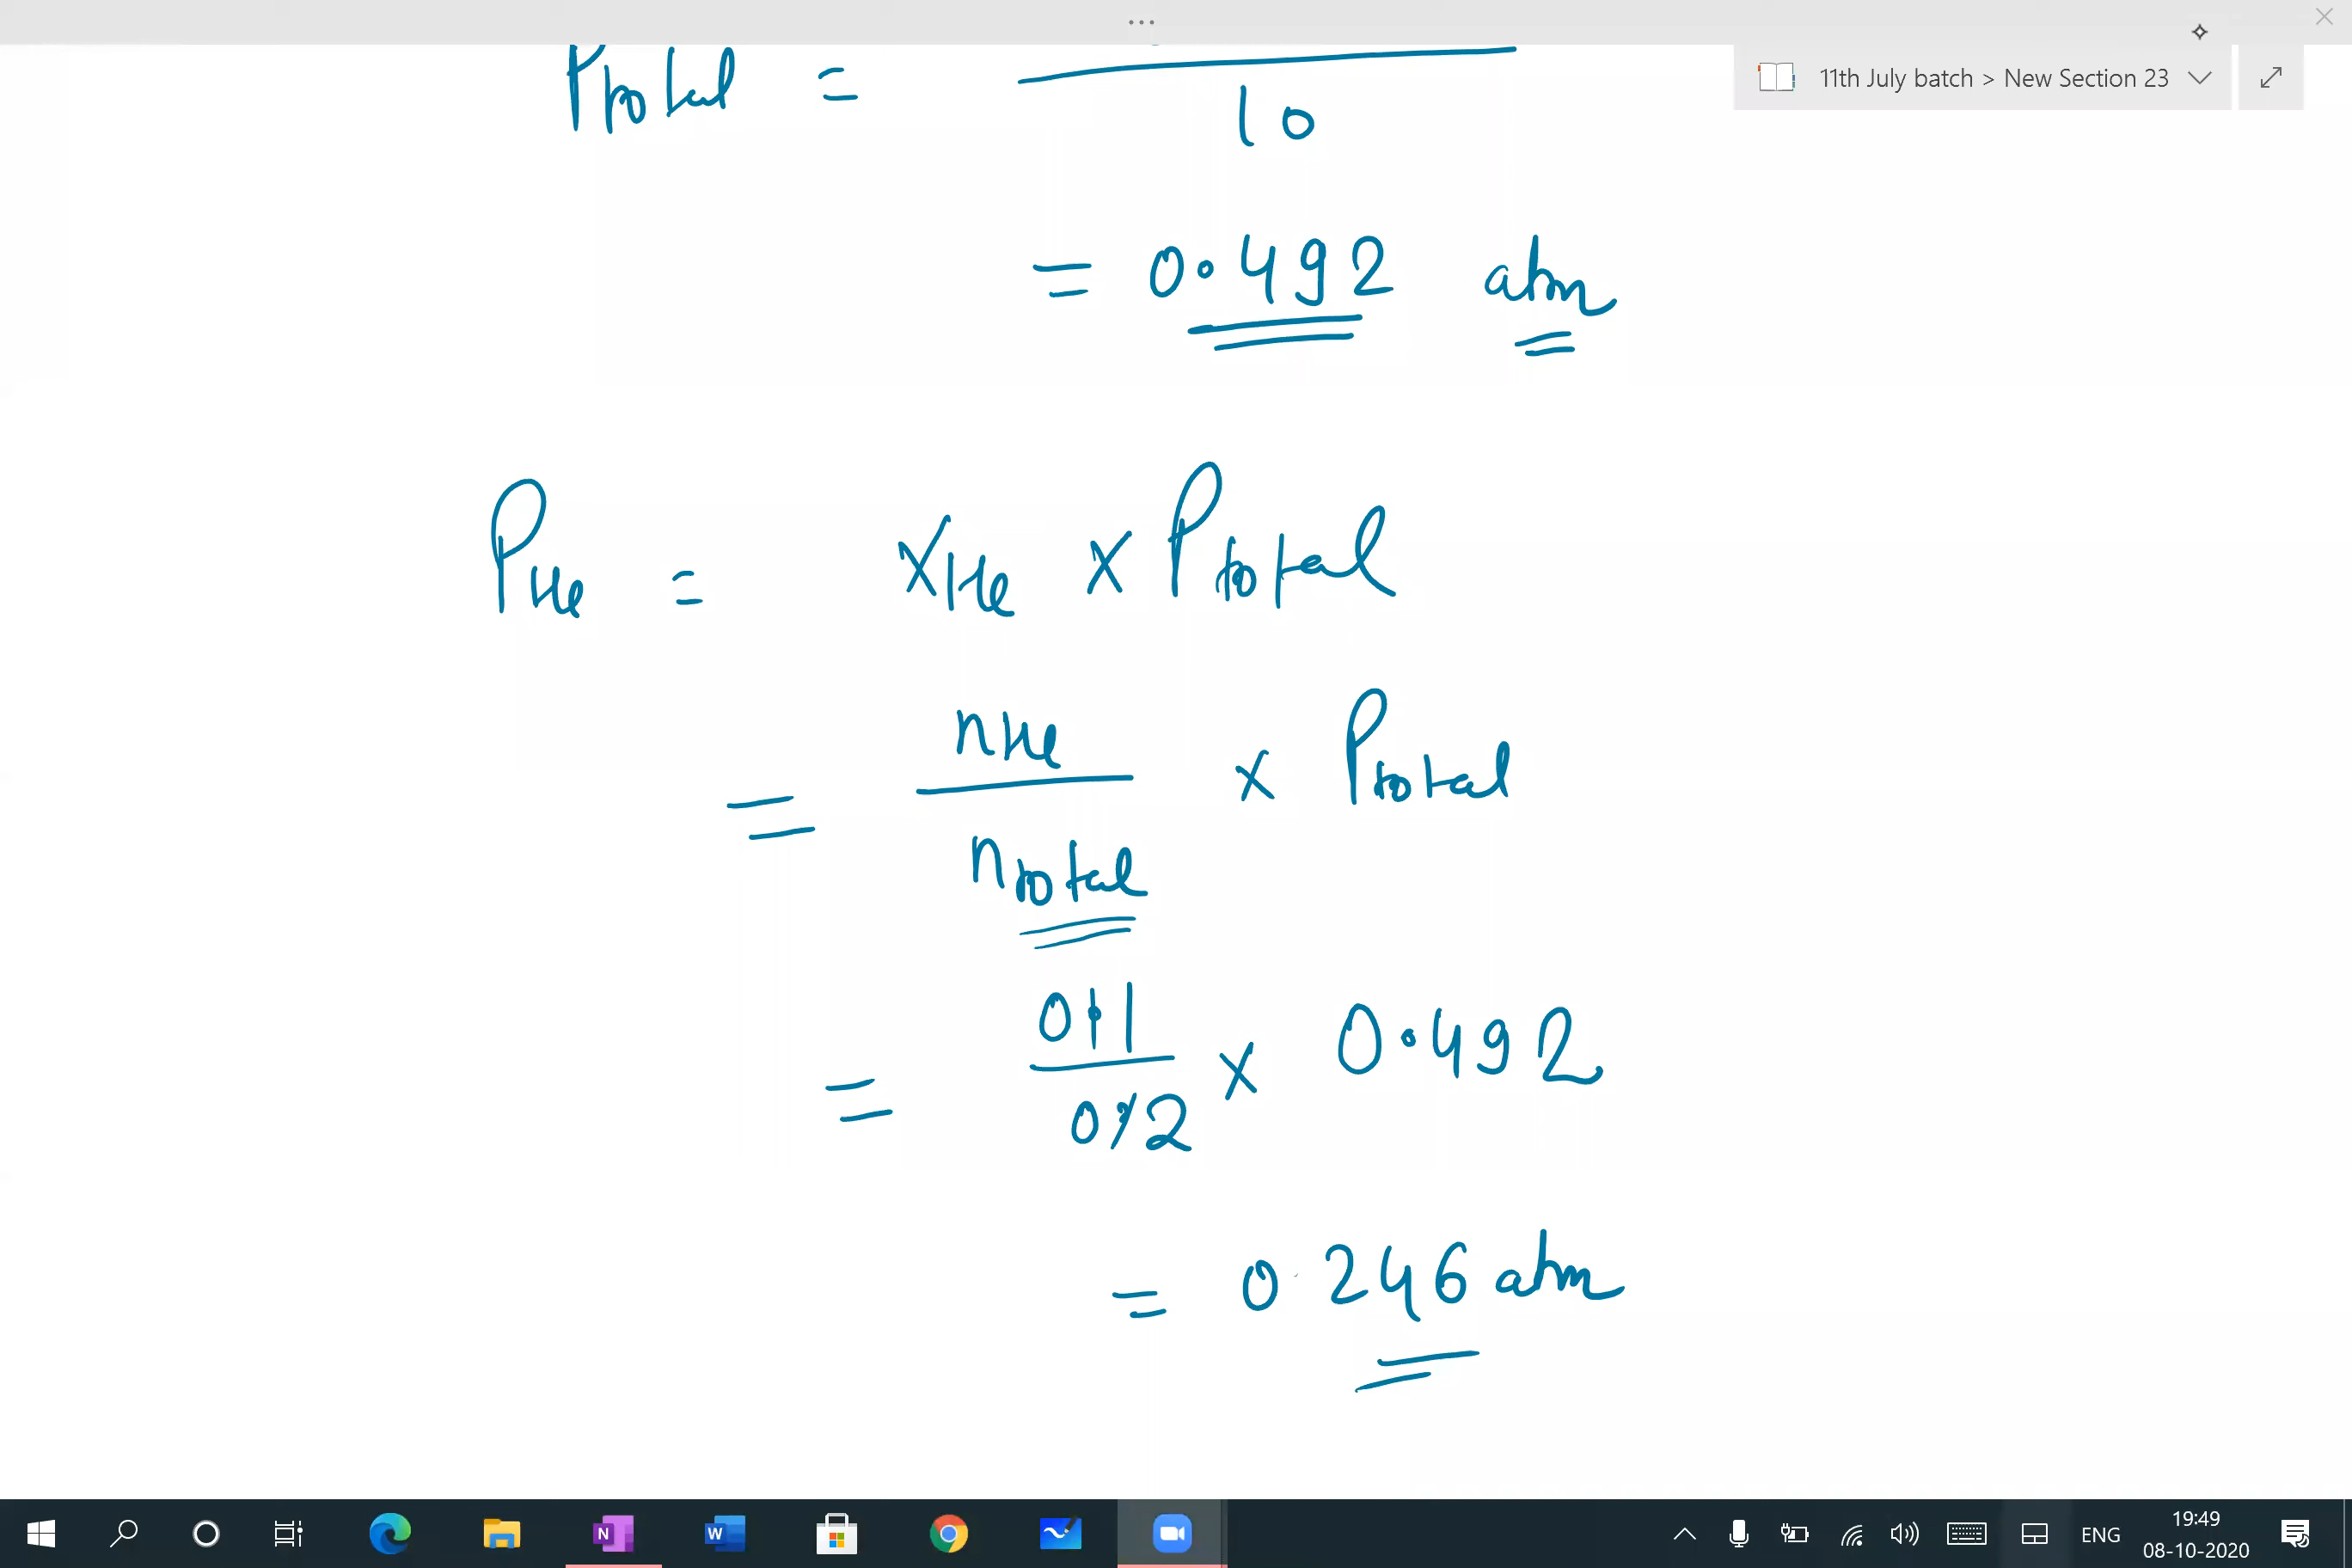 11th July batch > New Section 23
Ptotal = ——— / 10
= 0.492 atm
PHe = xHe × Ptotal
= nHe / ntotal × Ptotal
= 0.1 / 0.2 × 0.492
= 0.246 atm
ENG
19:49
08-10-2020